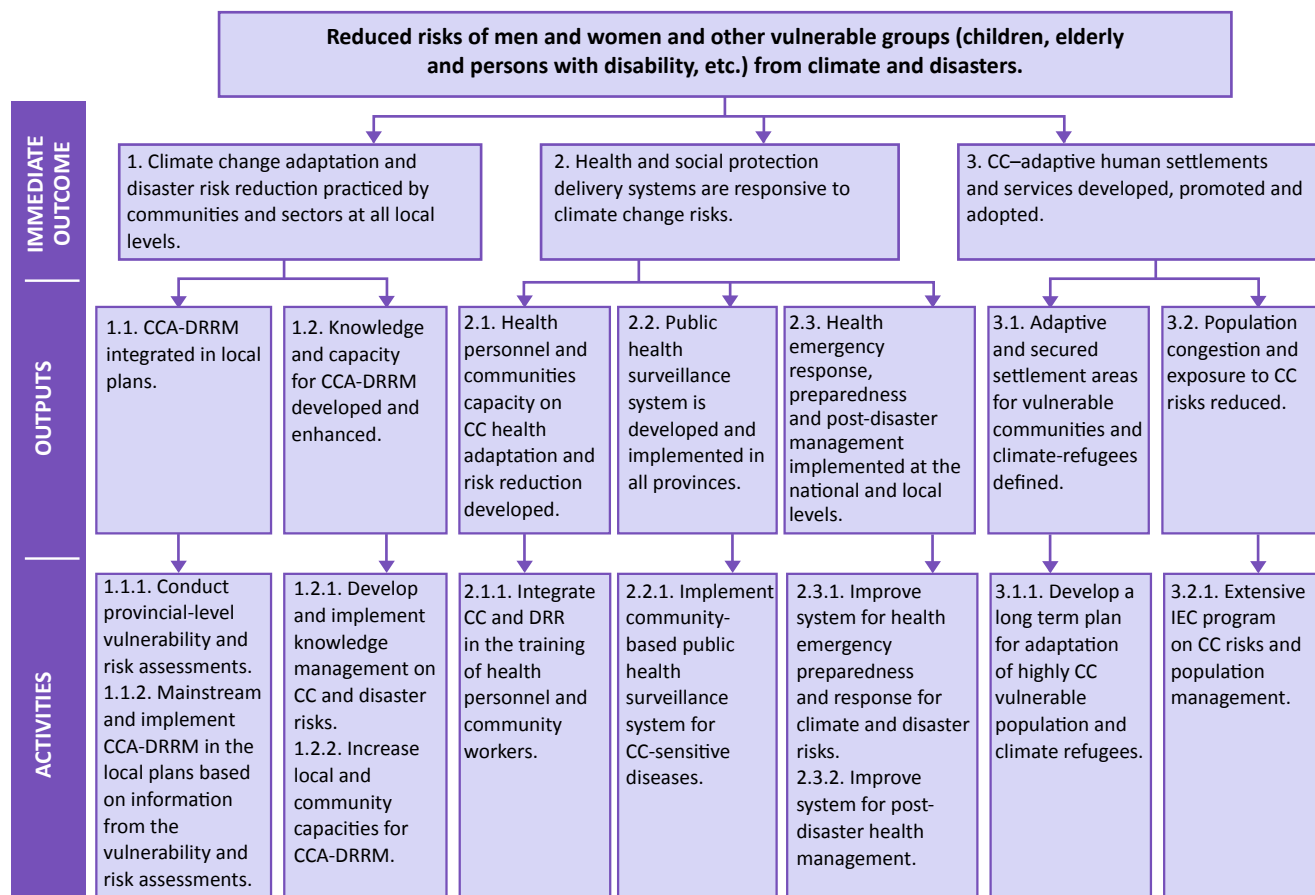 Reduced risks of men and women and other vulnerable groups (children, elderly
and persons with disability, etc.) from climate and disasters.
IMMEDIATE
OUTCOME
1. Climate change adaptation and
disaster risk reduction practiced by
communities and sectors at all local
levels.
2. Health and social protection
delivery systems are responsive to
climate change risks.
3. CC–adaptive human settlements
and services developed, promoted and
adopted.
OUTPUTS
1.1. CCA-DRRM
integrated in local
plans.
1.2. Knowledge
and capacity
for CCA-DRRM
developed and
enhanced.
2.1. Health
personnel and
communities
capacity on
CC health
adaptation and
risk reduction
developed.
2.2. Public
health
surveillance
system is
developed and
implemented in
all provinces.
2.3. Health
emergency
response,
preparedness
and post-disaster
management
implemented at the
national and local
levels.
3.1. Adaptive
and secured
settlement areas
for vulnerable
communities and
climate-refugees
defined.
3.2. Population
congestion and
exposure to CC
risks reduced.
ACTIVITIES
1.1.1. Conduct
provincial-level
vulnerability and
risk assessments.
1.1.2. Mainstream
and implement
CCA-DRRM in the
local plans based
on information
from the
vulnerability and
risk assessments.
1.2.1. Develop
and implement
knowledge
management on
CC and disaster
risks.
1.2.2. Increase
local and
community
capacities for
CCA-DRRM.
2.1.1. Integrate
CC and DRR
in the training
of health
personnel and
community
workers.
2.2.1. Implement
community-
based public
health
surveillance
system for
CC-sensitive
diseases.
2.3.1. Improve
system for health
emergency
preparedness
and response for
climate and disaster
risks.
2.3.2. Improve
system for post-
disaster health
management.
3.1.1. Develop a
long term plan
for adaptation
of highly CC
vulnerable
population and
climate refugees.
3.2.1. Extensive
IEC program
on CC risks and
population
management.